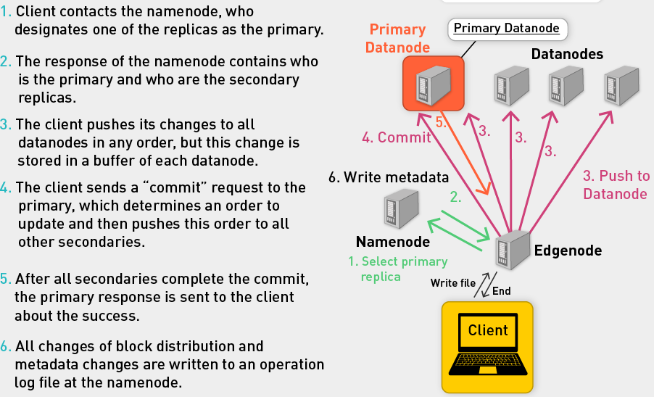 1. Client contacts the namenode, who
designates one of the replicas as the primary.
2. The response of the namenode contains who
is the primary and who are the secondary
replicas.
3. The client pushes its changes to all
datanodes in any order, but this change is
stored in a buffer of each datanode.
4. The client sends a “commit” request to the
primary, which determines an order to
update and then pushes this order to all
other secondaries.
5. After all secondaries complete the commit,
the primary response is sent to the client
about the success.
6. All changes of block distribution and
metadata changes are written to an operation
log file at the namenode.
Primary Datanode
Primary
Datanode
Datanodes
5.
4. Commit
3.
3.
3.
3. Push to
Datanode
6. Write metadata
2.
Namenode
Edgenode
1. Select primary
replica
Write file
End
Client